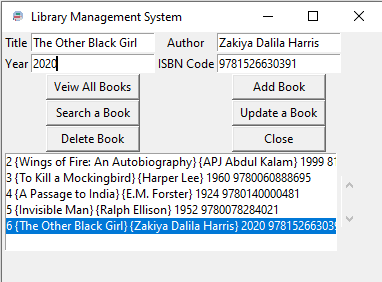 Library Management System
Title The Other Black Girl Author Zakiya Dalila Harris
Year 2020 ISBN Code 9781526630391
Veiw All Books Add Book
Search a Book Update a Book
Delete Book Close
2 {Wings of Fire: An Autobiography} {APJ Abdul Kalam} 1999 81
3 {To Kill a Mockingbird} {Harper Lee} 1960 9780060888695
4 {A Passage to India} {E.M. Forster} 1924 9780140000481
5 {Invisible Man} {Ralph Ellison} 1952 9780078284021
6 {The Other Black Girl} {Zakiya Dalila Harris} 2020 978152663039